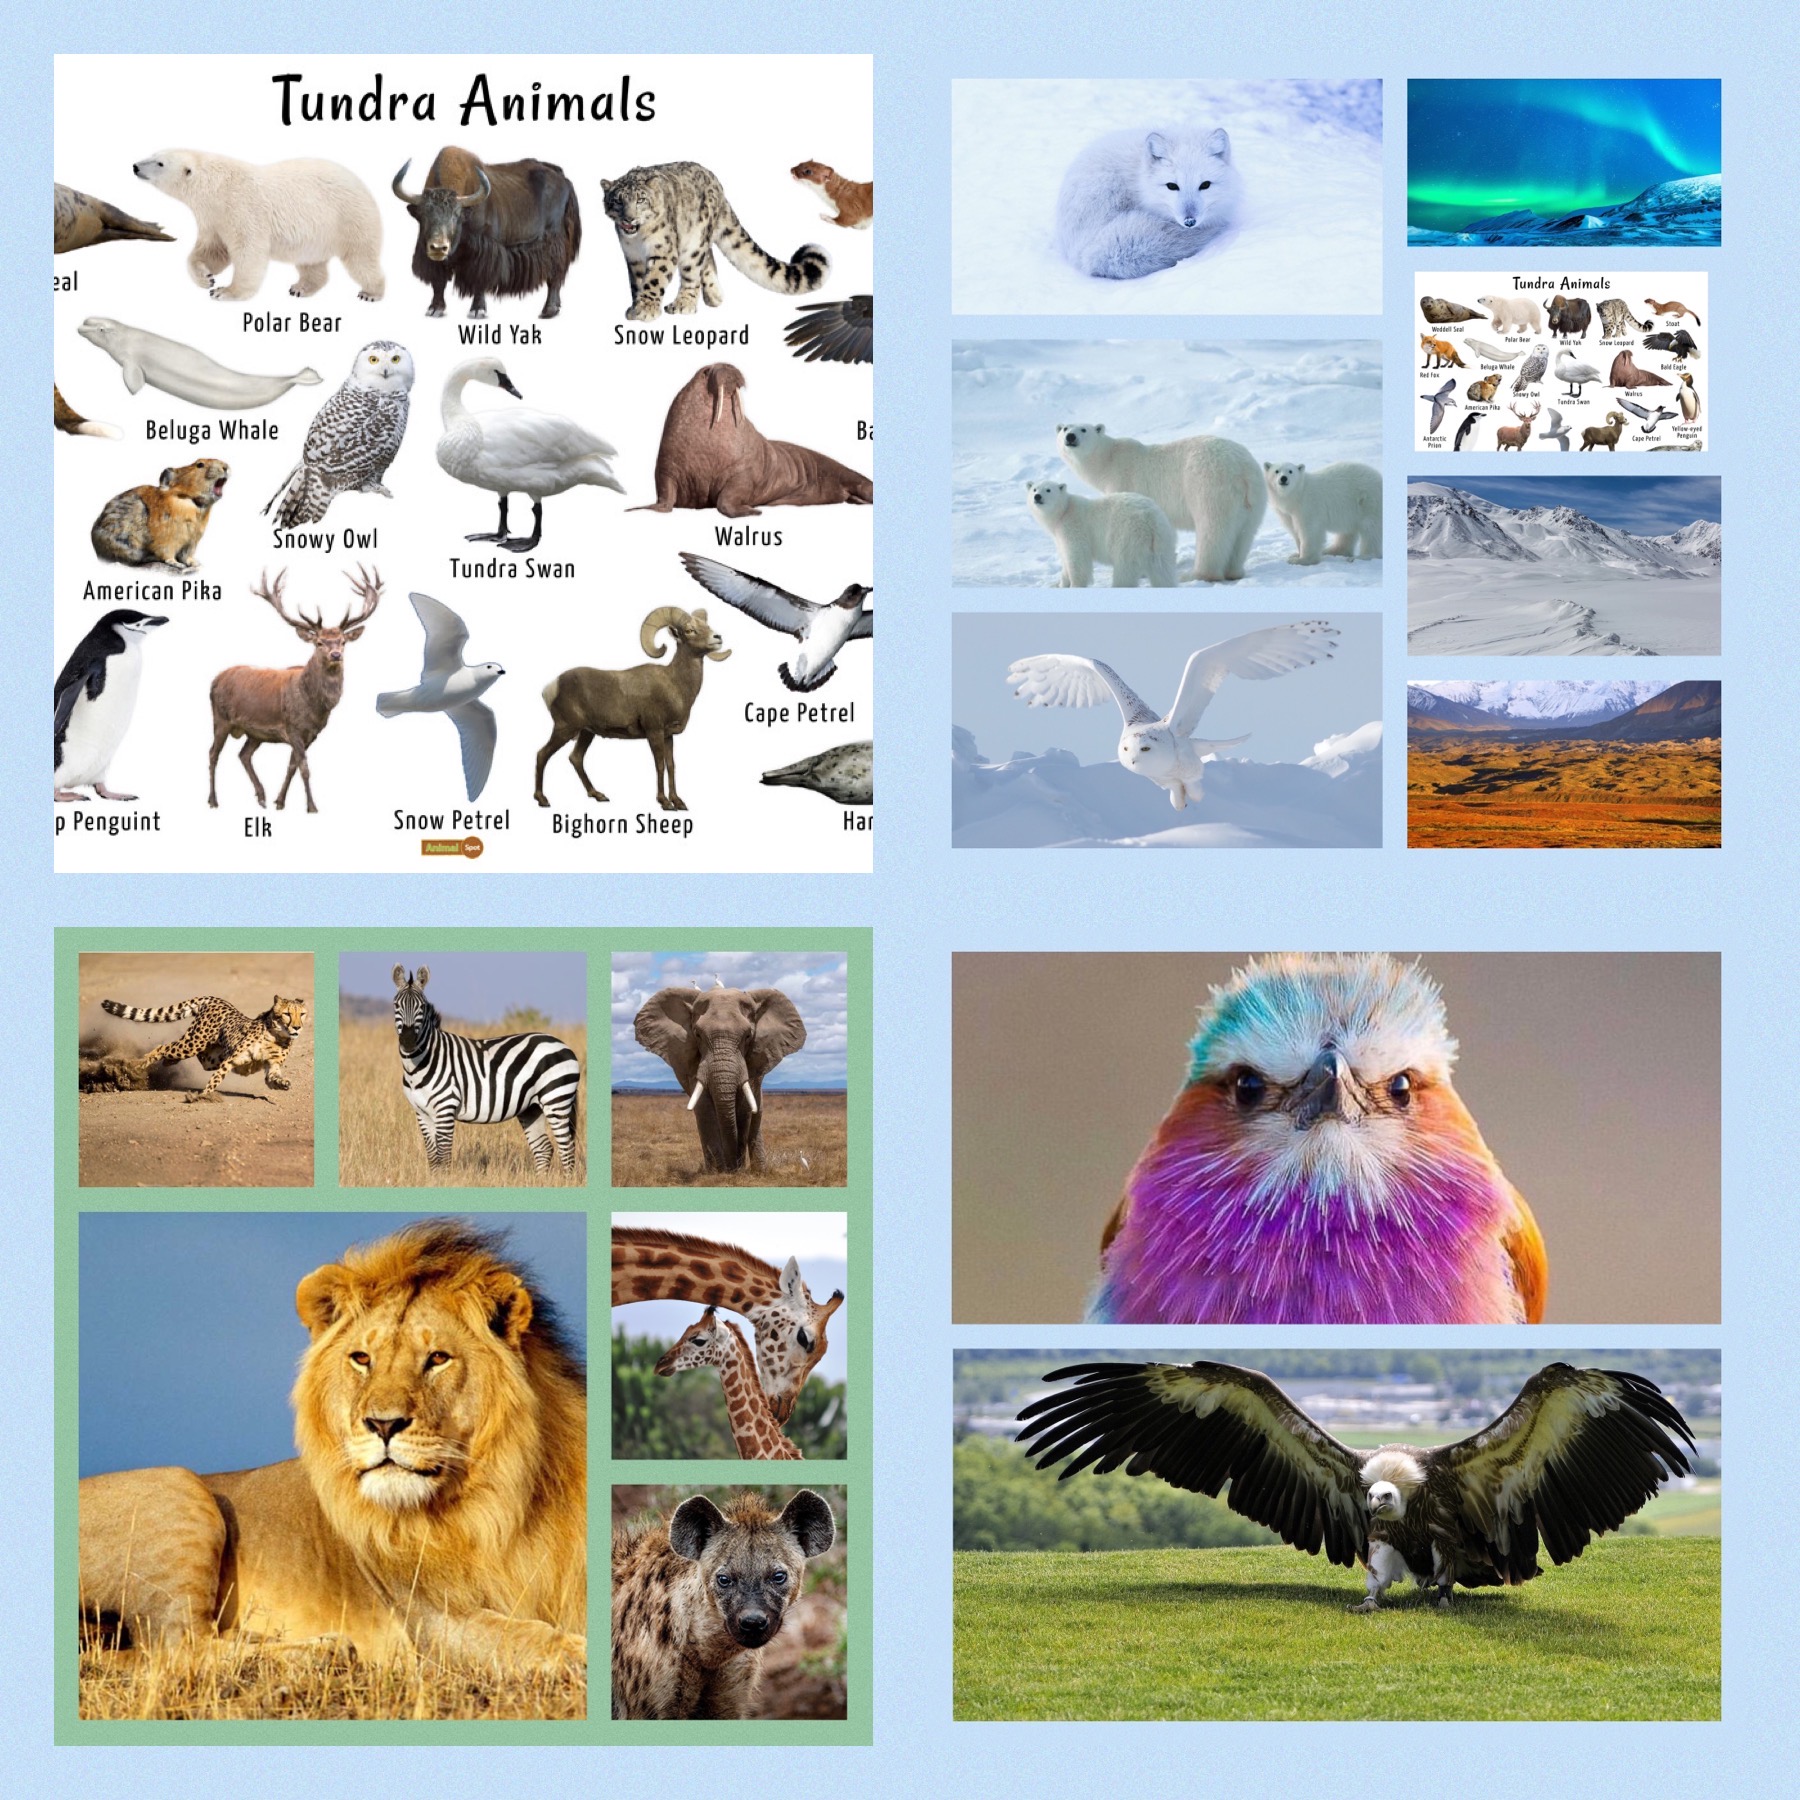 Tundra Animals
eal
Polar Bear
Wild Yak
Snow Leopard
Beluga Whale
Ba
American Pika
Snowy Owl
Tundra Swan
Walrus
Cape Petrel
p Penguint
Elk
Snow Petrel
Bighorn Sheep
Har
Animal Spot
Tundra Animals
Weddell Seal
Polar Bear
Wild Yak
Snow Leopard
Stoat
Red Fox
Beluga Whale
Snowy Owl
Tundra Swan
Walrus
Bald Eagle
American Pika
Antarctic
Prion
Cape Petrel
Yellow-eyed
Penguin